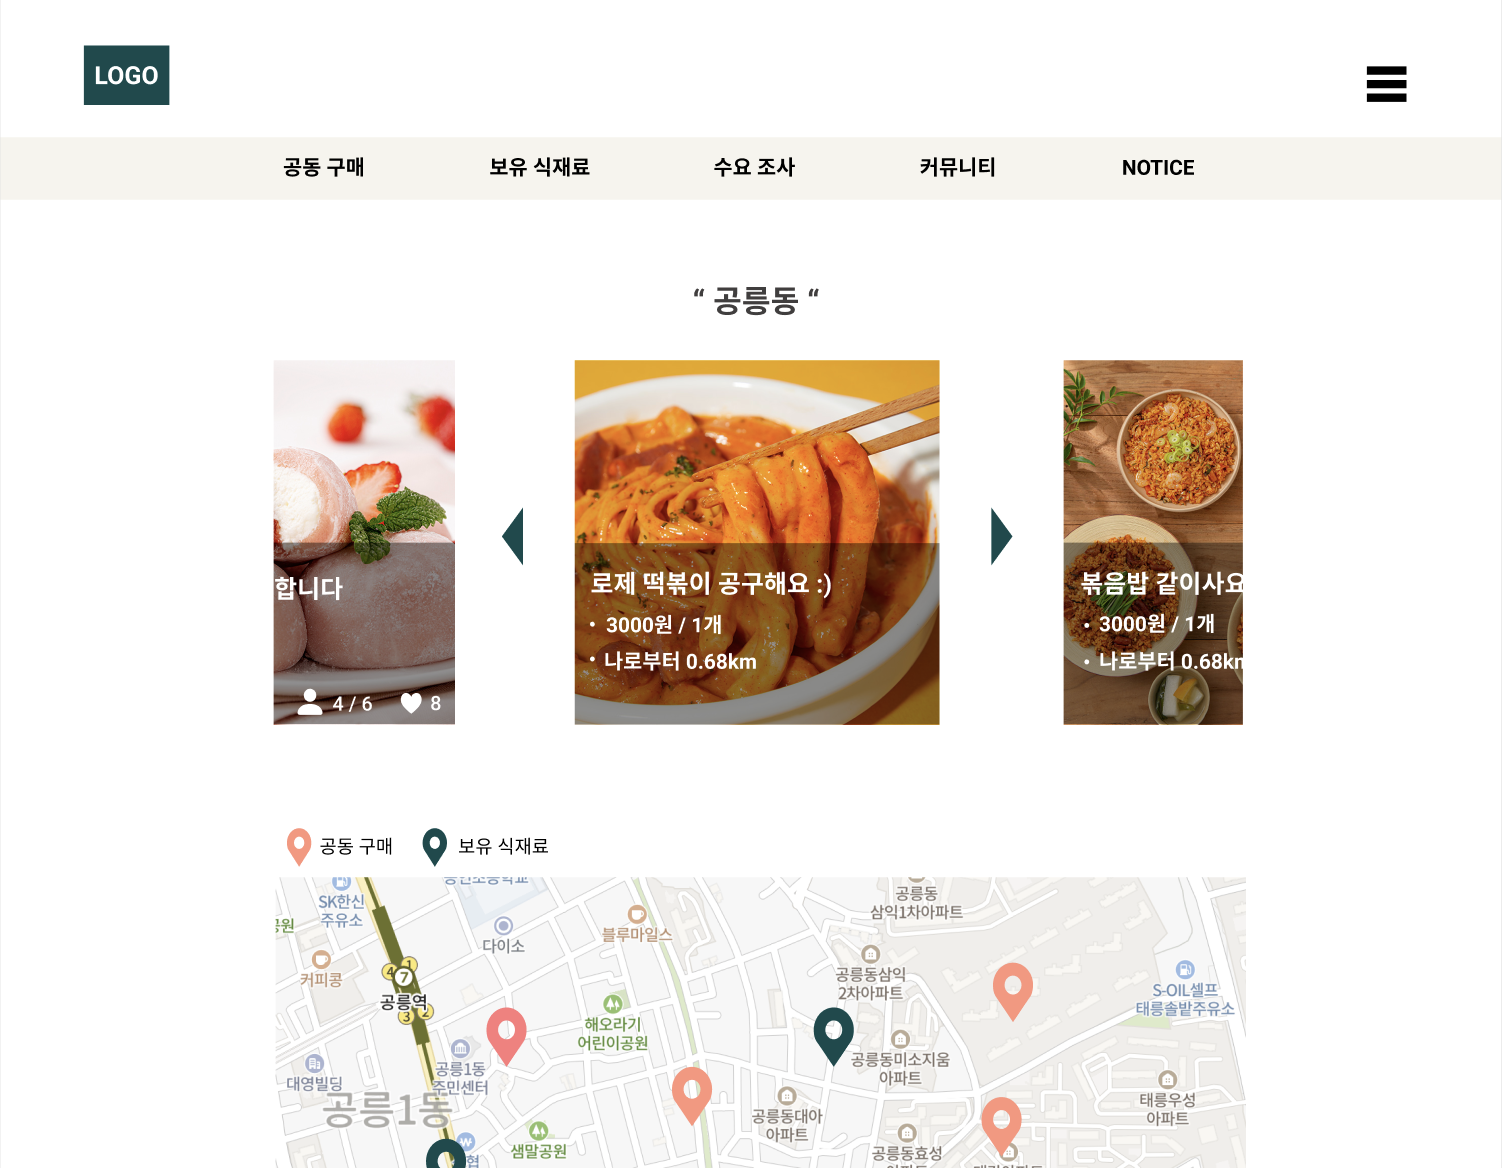 LOGO
공동 구매 보유 식재료 수요 조사 커뮤니티 NOTICE
“ 공릉동 “
합니다
4 / 6 8
로제 떡볶이 공구해요 :)
• 3000원 / 1개
• 나로부터 0.68km
볶음밥 같이사요
• 3000원 / 1개
• 나로부터 0.68km
공동 구매 보유 식재료
SK한신
주유소
다이소
블루마일스
공릉동
삼익1차아파트
커피콩
4 1
7
공릉역
3 2
해오라기
어린이공원
공릉동삼익
2차아파트
S-OIL셀프
태릉솔밭주유소
대영빌딩
공릉1동
주민센터
공릉1동
공릉동미소지움
아파트
공릉동대아
아파트
태릉우성
아파트
샘말공원
공릉동효성